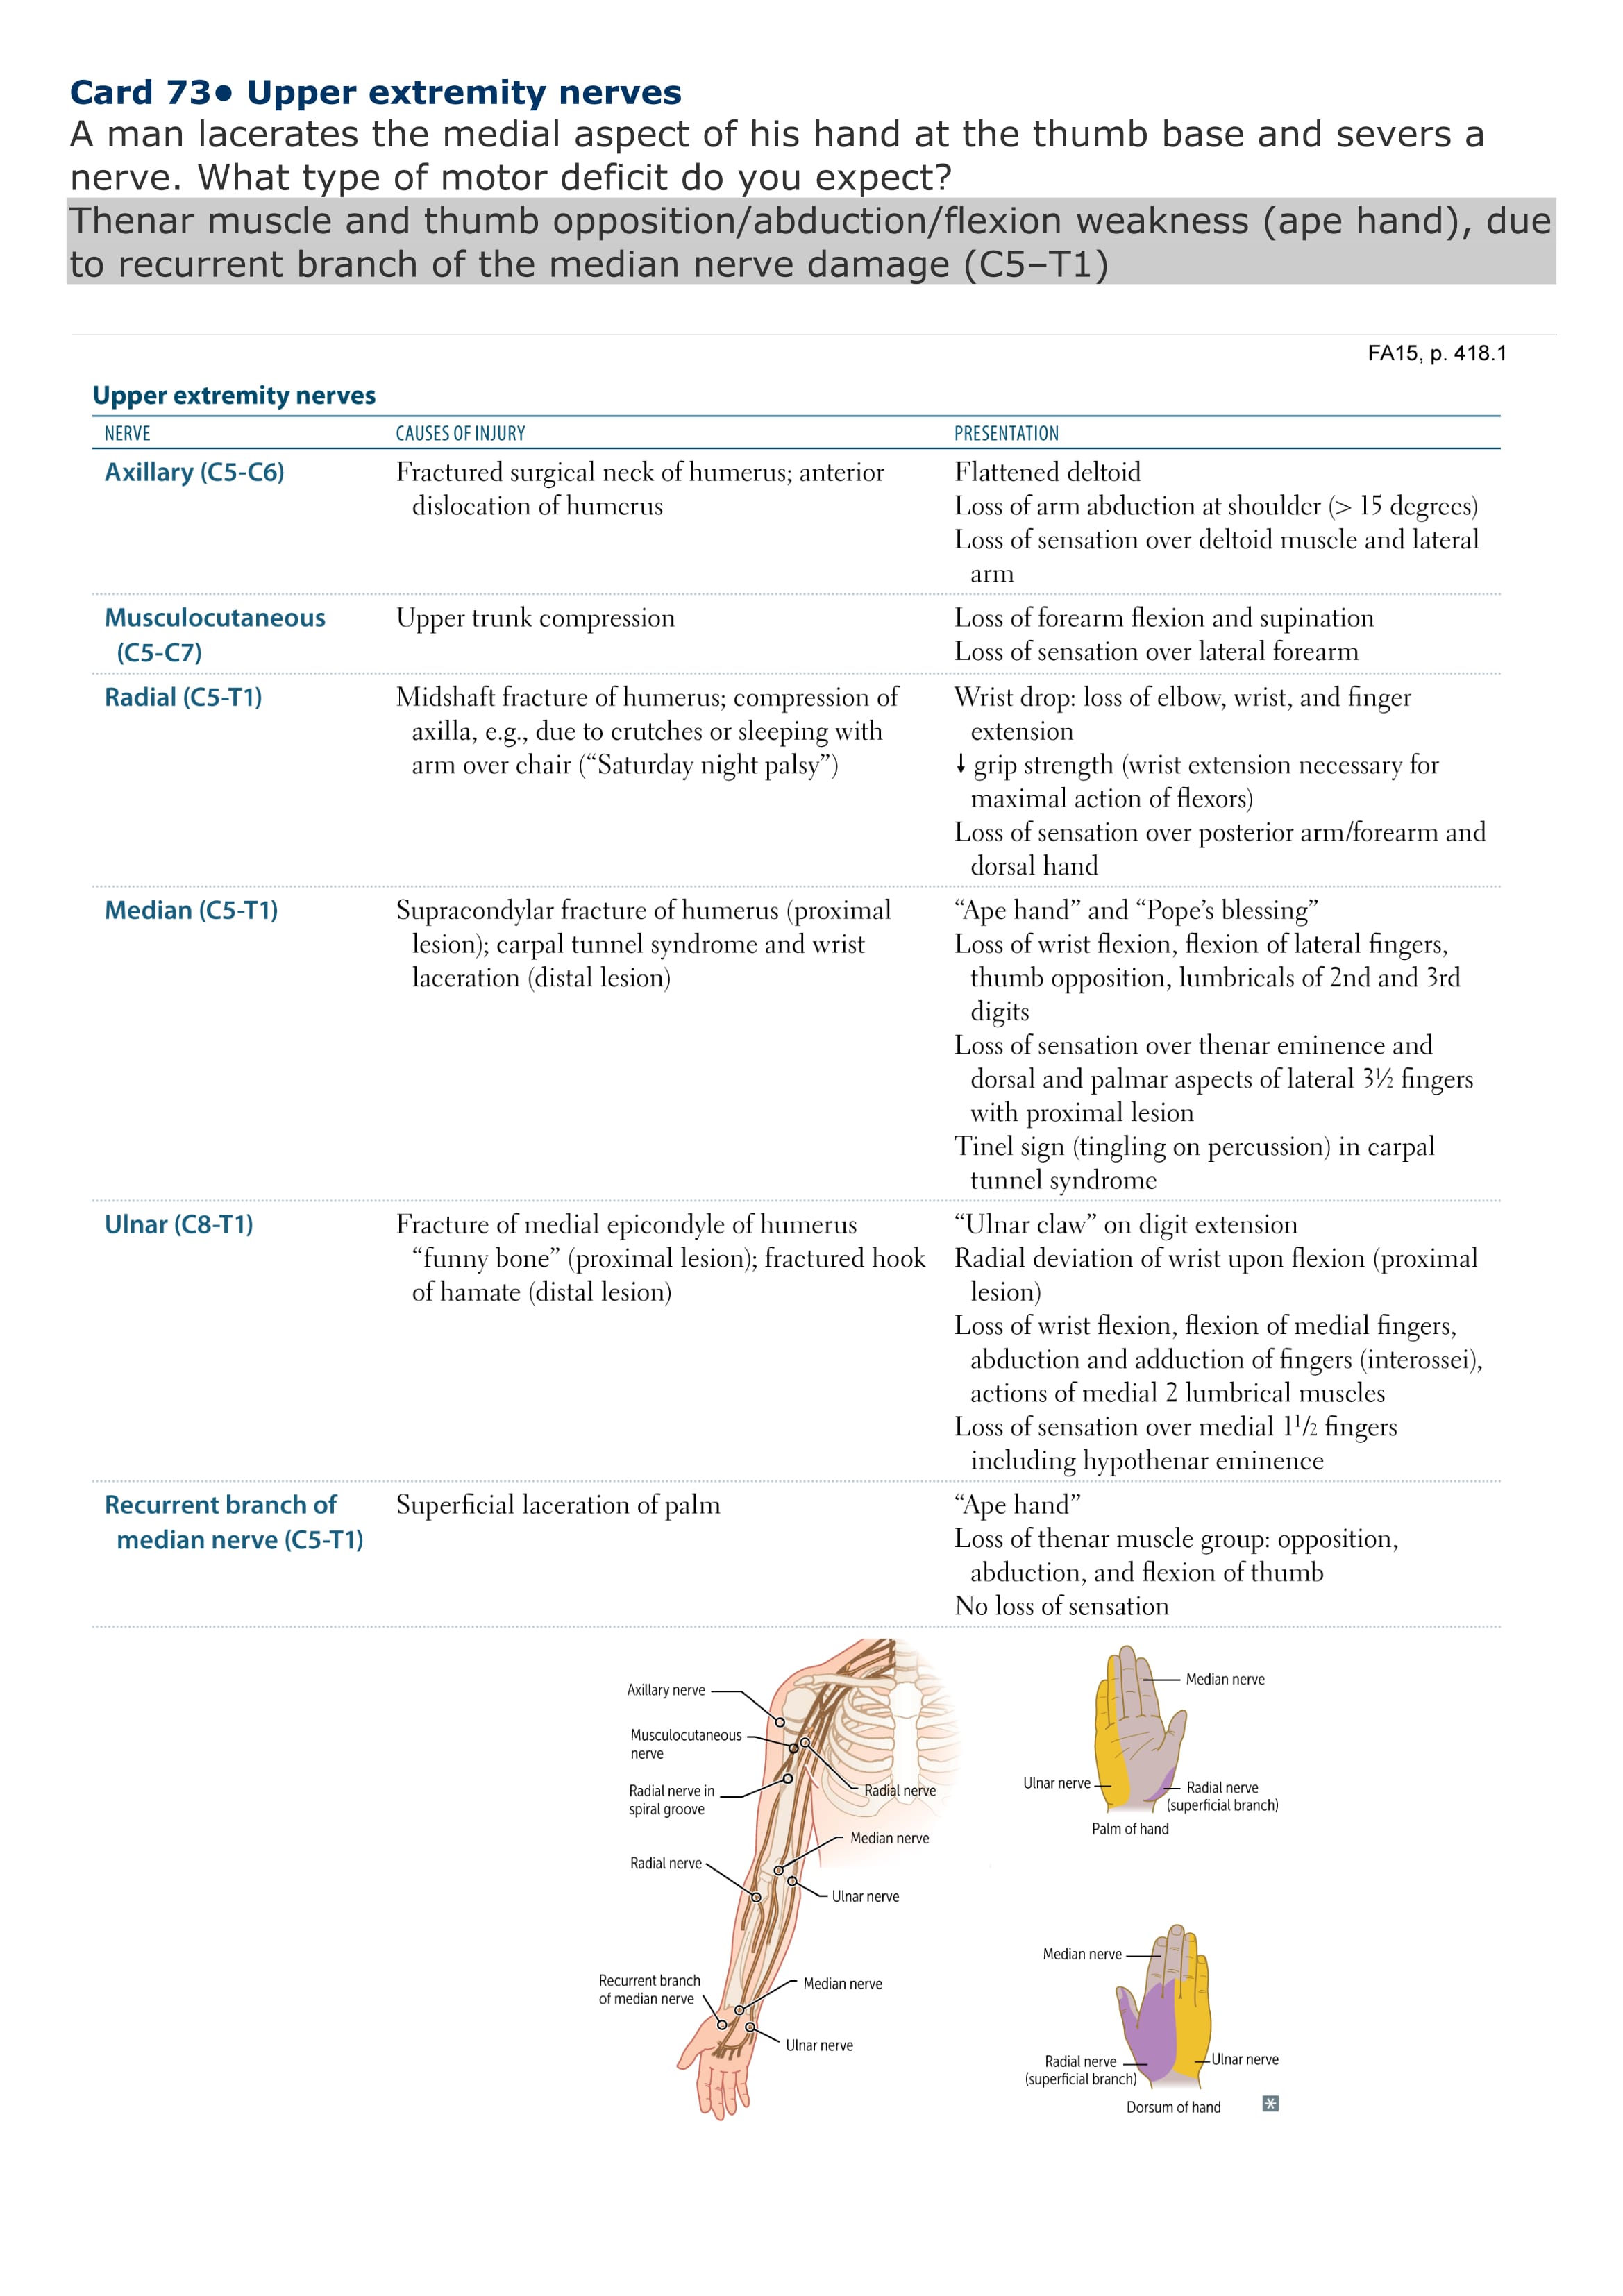 Card 73● Upper extremity nerves
A man lacerates the medial aspect of his hand at the thumb base and severs a
nerve. What type of motor deficit do you expect?
Thenar muscle and thumb opposition/abduction/flexion weakness (ape hand), due
to recurrent branch of the median nerve damage (C5–T1)
FA15, p. 418.1
Upper extremity nerves
NERVE CAUSES OF INJURY PRESENTATION
Axillary (C5-C6) Fractured surgical neck of humerus; anterior Flattened deltoid
dislocation of humerus Loss of arm abduction at shoulder (> 15 degrees)
Loss of sensation over deltoid muscle and lateral
arm
Musculocutaneous Upper trunk compression Loss of forearm flexion and supination
(C5-C7) Loss of sensation over lateral forearm
Radial (C5-T1) Midshaft fracture of humerus; compression of Wrist drop: loss of elbow, wrist, and finger
axilla, e.g., due to crutches or sleeping with extension
arm over chair (“Saturday night palsy”) ↓ grip strength (wrist extension necessary for
maximal action of flexors)
Loss of sensation over posterior arm/forearm and
dorsal hand
Median (C5-T1) Supracondylar fracture of humerus (proximal “Ape hand” and “Pope’s blessing”
lesion); carpal tunnel syndrome and wrist Loss of wrist flexion, flexion of lateral fingers,
laceration (distal lesion) thumb opposition, lumbricals of 2nd and 3rd
digits
Loss of sensation over thenar eminence and
dorsal and palmar aspects of lateral 3½ fingers
with proximal lesion
Tinel sign (tingling on percussion) in carpal
tunnel syndrome
Ulnar (C8-T1) Fracture of medial epicondyle of humerus “Ulnar claw” on digit extension
“funny bone” (proximal lesion); fractured hook Radial deviation of wrist upon flexion (proximal
of hamate (distal lesion) lesion)
Loss of wrist flexion, flexion of medial fingers,
abduction and adduction of fingers (interossei),
actions of medial 2 lumbrical muscles
Loss of sensation over medial 1½ fingers
including hypothenar eminence
Recurrent branch of Superficial laceration of palm “Ape hand”
median nerve (C5-T1) Loss of thenar muscle group: opposition,
abduction, and flexion of thumb
No loss of sensation
Axillary nerve
Musculocutaneous
nerve
Radial nerve in
spiral groove
Radial nerve
Median nerve
Radial nerve
Ulnar nerve
Recurrent branch
of median nerve
Median nerve
Ulnar nerve
Median nerve
Ulnar nerve
Radial nerve
(superficial branch)
Palm of hand
Median nerve
Radial nerve
(superficial branch)
Ulnar nerve
Dorsum of hand